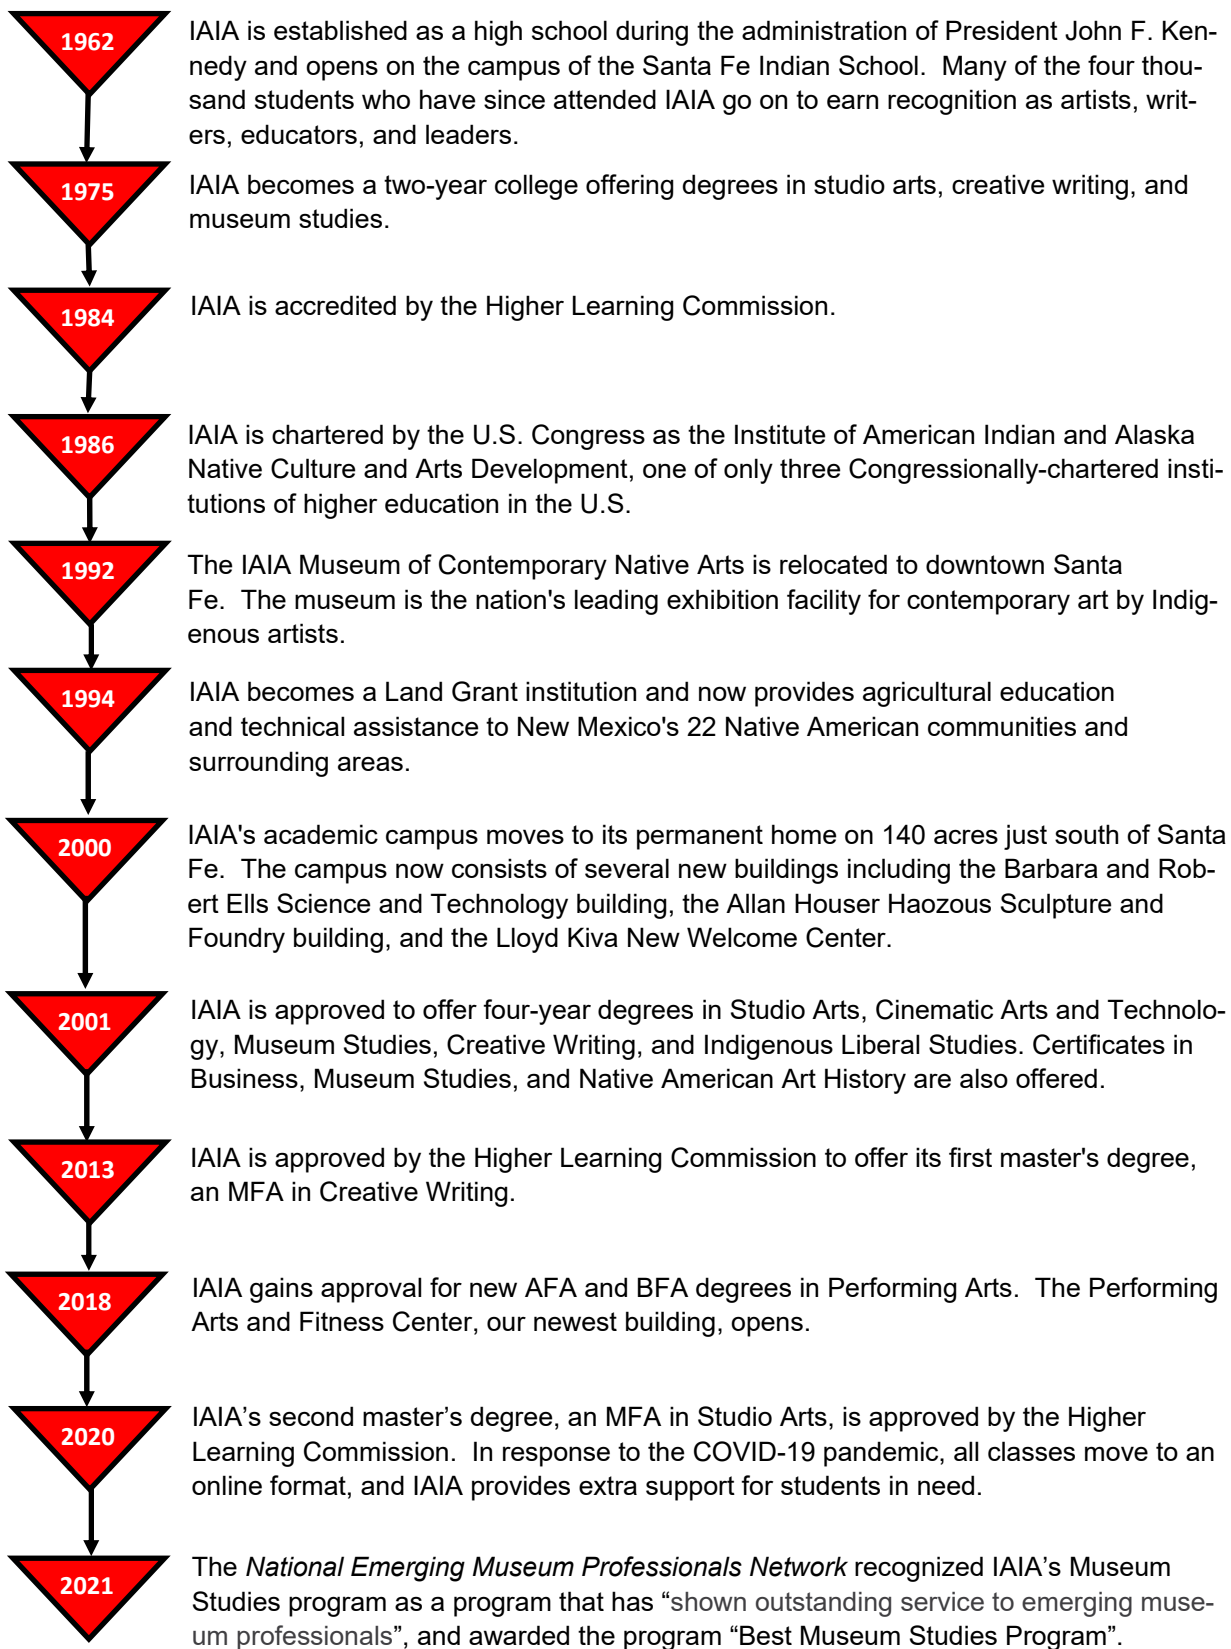 1962
IAIA is established as a high school during the administration of President John F. Ken-
nedy and opens on the campus of the Santa Fe Indian School.  Many of the four thou-
sand students who have since attended IAIA go on to earn recognition as artists, writ-
ers, educators, and leaders.
1975
IAIA becomes a two-year college offering degrees in studio arts, creative writing, and
museum studies.
1984
IAIA is accredited by the Higher Learning Commission.
1986
IAIA is chartered by the U.S. Congress as the Institute of American Indian and Alaska
Native Culture and Arts Development, one of only three Congressionally-chartered insti-
tutions of higher education in the U.S.
1992
The IAIA Museum of Contemporary Native Arts is relocated to downtown Santa
Fe.  The museum is the nation's leading exhibition facility for contemporary art by Indig-
enous artists.
1994
IAIA becomes a Land Grant institution and now provides agricultural education
and technical assistance to New Mexico's 22 Native American communities and
surrounding areas.
2000
IAIA's academic campus moves to its permanent home on 140 acres just south of Santa
Fe.  The campus now consists of several new buildings including the Barbara and Rob-
ert Ells Science and Technology building, the Allan Houser Haozous Sculpture and
Foundry building, and the Lloyd Kiva New Welcome Center.
2001
IAIA is approved to offer four-year degrees in Studio Arts, Cinematic Arts and Technolo-
gy, Museum Studies, Creative Writing, and Indigenous Liberal Studies. Certificates in
Business, Museum Studies, and Native American Art History are also offered.
2013
IAIA is approved by the Higher Learning Commission to offer its first master's degree,
an MFA in Creative Writing.
2018
IAIA gains approval for new AFA and BFA degrees in Performing Arts.  The Performing
Arts and Fitness Center, our newest building, opens.
2020
IAIA’s second master’s degree, an MFA in Studio Arts, is approved by the Higher
Learning Commission.  In response to the COVID-19 pandemic, all classes move to an
online format, and IAIA provides extra support for students in need.
2021
The National Emerging Museum Professionals Network recognized IAIA’s Museum
Studies program as a program that has “shown outstanding service to emerging muse-
um professionals”, and awarded the program “Best Museum Studies Program”.